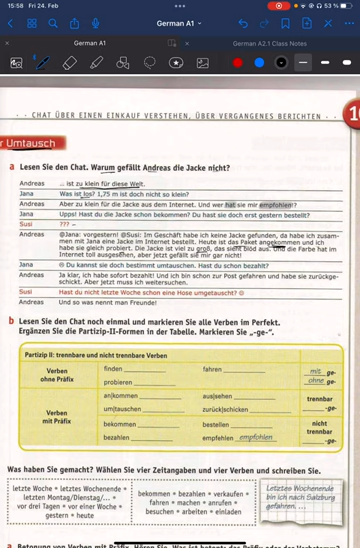 15:58 Fri 24. Feb
53 %
German A1
German A1
German A2.1 Class Notes
CHAT ÜBER EINEN EINKAUF VERSTEHEN, ÜBER VERGANGENES BERICHTEN
1
r Umtausch
a Lesen Sie den Chat. Warum gefällt Andreas die Jacke nicht?
Andreas ... ist zu klein für diese Welt.
Jana Was ist los? 1,75 m ist doch nicht so klein?
Andreas Aber zu klein für die Jacke aus dem Internet. Und wer hat sie mir empfohlen!?
Jana Upps! Hast du die Jacke schon bekommen? Du hast sie doch erst gestern bestellt?
Susi ??? –
Andreas @Jana: vorgestern! @Susi: Im Geschäft habe ich keine Jacke gefunden, da habe ich zusam-
men mit Jana eine Jacke im Internet bestellt. Heute ist das Paket angekommen und ich
habe sie gleich probiert. Die Jacke ist viel zu groß, das sieht blöd aus. Und die Farbe hat im
Internet toll ausgesehen, aber jetzt gefällt sie mir gar nicht!
Jana Du kannst sie doch bestimmt umtauschen. Hast du schon bezahlt?
Andreas Ja klar, ich habe sofort bezahlt! Und ich bin schon zur Post gefahren und habe sie zurückge-
schickt. Aber jetzt muss ich weitersuchen.
Susi Hast du nicht letzte Woche schon eine Hose umgetauscht?
Andreas Und so was nennt man Freunde!
b Lesen Sie den Chat noch einmal und markieren Sie alle Verben im Perfekt.
Ergänzen Sie die Partizip-II-Formen in der Tabelle. Markieren Sie „-ge-“.
Partizip II: trennbare und nicht trennbare Verben
Verben ohne Präfix
finden fahren mit ge-
probieren ohne ge-
Verben mit Präfix
an|kommen aus|sehen trennbar
um|tauschen zurück|schicken -ge-
bekommen bestellen nicht trennbar
bezahlen empfehlen empfohlen -ge-
Was haben Sie gemacht? Wählen Sie vier Zeitangaben und vier Verben und schreiben Sie.
letzte Woche • letztes Wochenende •
letzten Montag/Dienstag/... •
vor drei Tagen • vor einer Woche •
gestern • heute
bekommen • bezahlen • verkaufen •
fahren • machen • anrufen •
besuchen • arbeiten • einladen
Letztes Wochenende
bin ich nach Salzburg
gefahren. ...